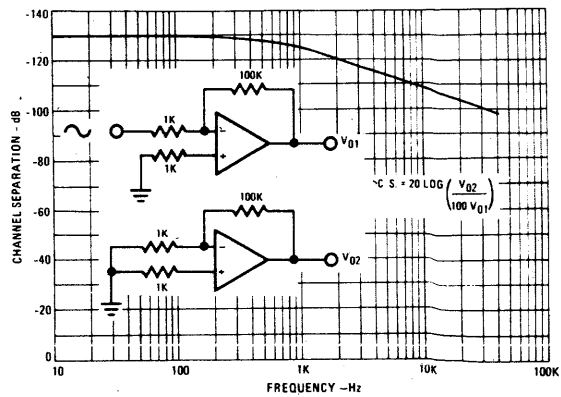 -140
-120
-100
-80
-60
-40
-20
0
CHANNEL SEPARATION - dB
100K
1K
1K
V01
C S. = 20 LOG (V02 / 100 V01)
100K
1K
1K
V02
10
100
1K
10K
100K
FREQUENCY -Hz